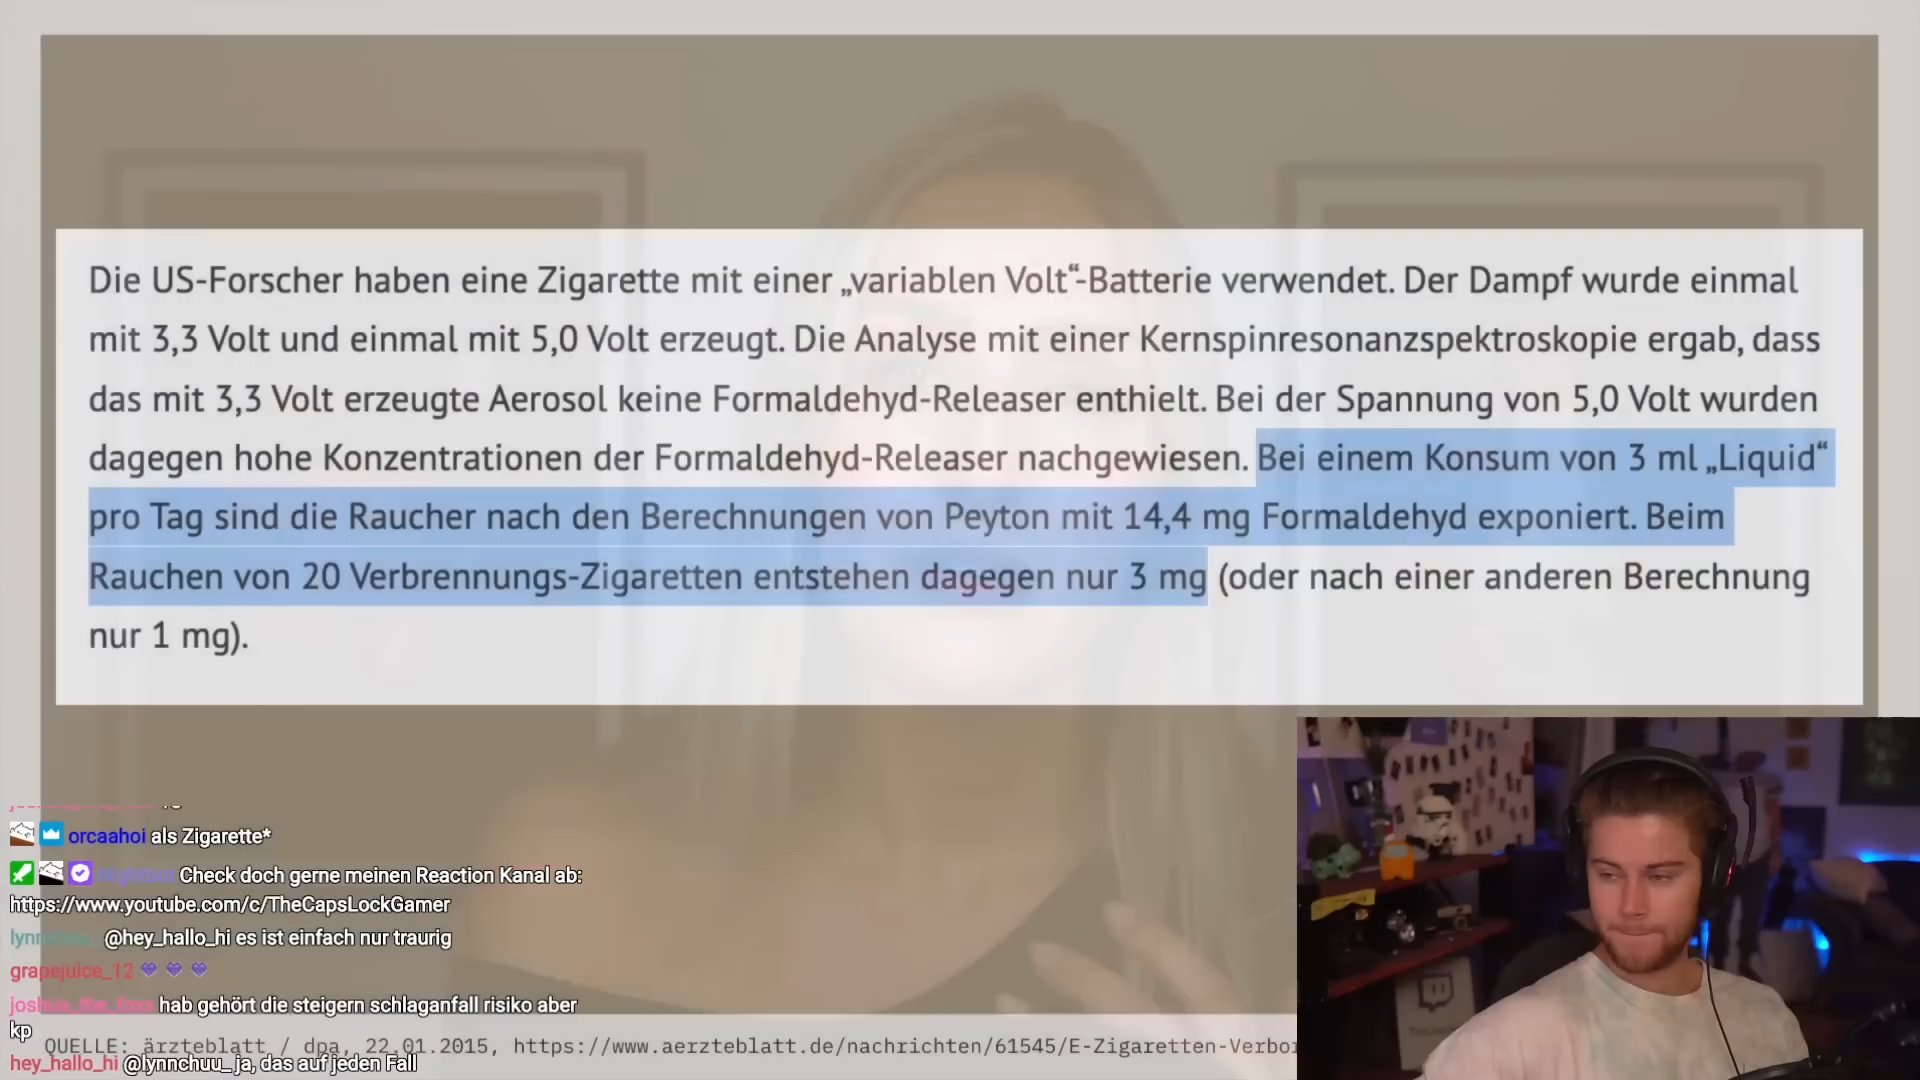 Die US-Forscher haben eine Zigarette mit einer „variablen Volt“-Batterie verwendet. Der Dampf wurde einmal
mit 3,3 Volt und einmal mit 5,0 Volt erzeugt. Die Analyse mit einer Kernspinresonanzspektroskopie ergab, dass
das mit 3,3 Volt erzeugte Aerosol keine Formaldehyd-Releaser enthielt. Bei der Spannung von 5,0 Volt wurden
dagegen hohe Konzentrationen der Formaldehyd-Releaser nachgewiesen. Bei einem Konsum von 3 ml „Liquid“
pro Tag sind die Raucher nach den Berechnungen von Peyton mit 14,4 mg Formaldehyd exponiert. Beim
Rauchen von 20 Verbrennungs-Zigaretten entstehen dagegen nur 3 mg (oder nach einer anderen Berechnung
nur 1 mg).
orcaahoi als Zigarette*
Check doch gerne meinen Reaction Kanal ab:
https://www.youtube.com/c/TheCapsLockGamer
@hey_hallo_hi es ist einfach nur traurig
grapejuice_12
hab gehört die steigern schlaganfall risiko aber
kp
QUELLE: ärzteblatt / dpa, 22.01.2015, https://www.aerzteblatt.de/nachrichten/61545/E-Zigaretten-Verbor
hey_hallo_hi @lynnchuu_ ja, das auf jeden Fall